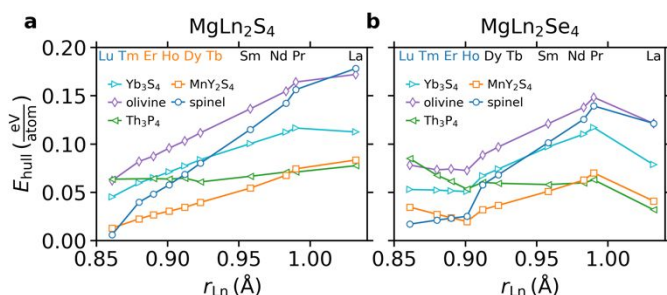 a MgLn₂S₄
Lu Tm Er Ho Dy Tb Sm Nd Pr La
Yb₃S₄ MnY₂S₄
olivine spinel
Th₃P₄
E_hull (eV/atom)
0.20
0.15
0.10
0.05
0.00
0.85 0.90 0.95 1.00
r_Ln (Å)
b MgLn₂Se₄
Lu Tm Er Ho Dy Tb Sm Nd Pr La
Yb₃S₄ MnY₂S₄
olivine spinel
Th₃P₄
0.85 0.90 0.95 1.00
r_Ln (Å)